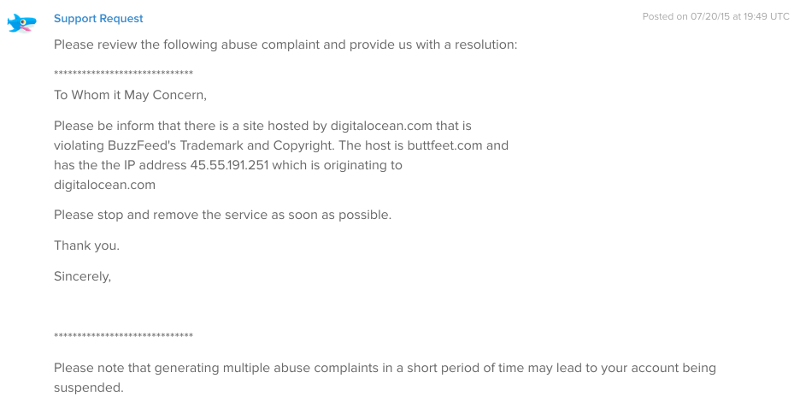 Support Request
Posted on 07/20/15 at 19:49 UTC
Please review the following abuse complaint and provide us with a resolution:
******************************
To Whom it May Concern,
Please be inform that there is a site hosted by digitalocean.com that is
violating BuzzFeed's Trademark and Copyright. The host is buttfeet.com and
has the the IP address 45.55.191.251 which is originating to
digitalocean.com
Please stop and remove the service as soon as possible.
Thank you.
Sincerely,
******************************
Please note that generating multiple abuse complaints in a short period of time may lead to your account being
suspended.